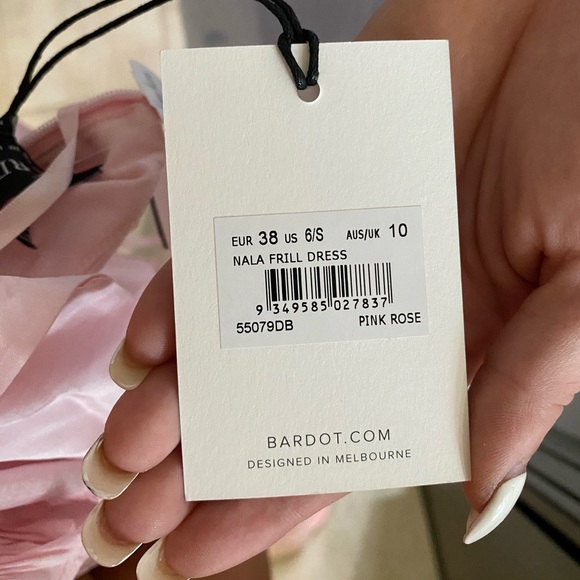 EUR 38 US 6/S AUS/UK 10
NALA FRILL DRESS
9 349585 027837
55079DB PINK ROSE
BARDOT.COM
DESIGNED IN MELBOURNE